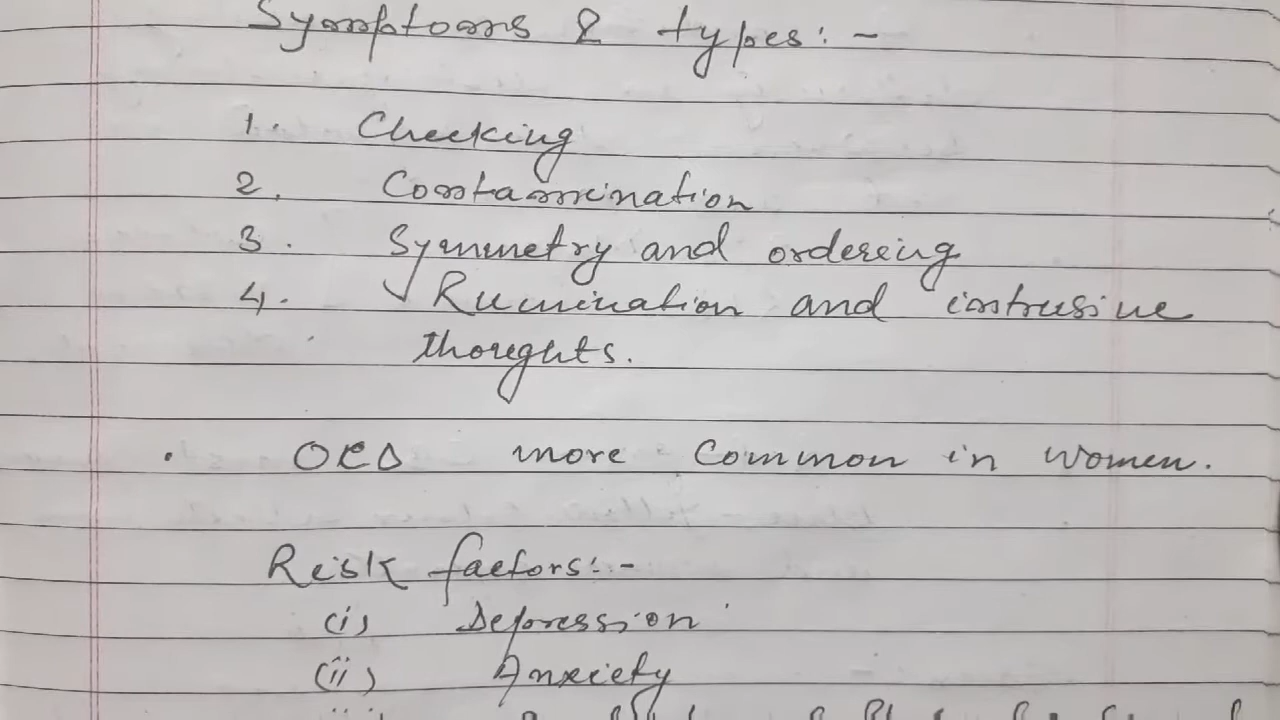 Symptoms & types:-
1. Checking
2. Contamination
3. Symmetry and ordering
4. Rumination and intrusive
thoughts.
• OCD more Common in women.
Risk factors:-
(i) Depression
(ii) Anxiety